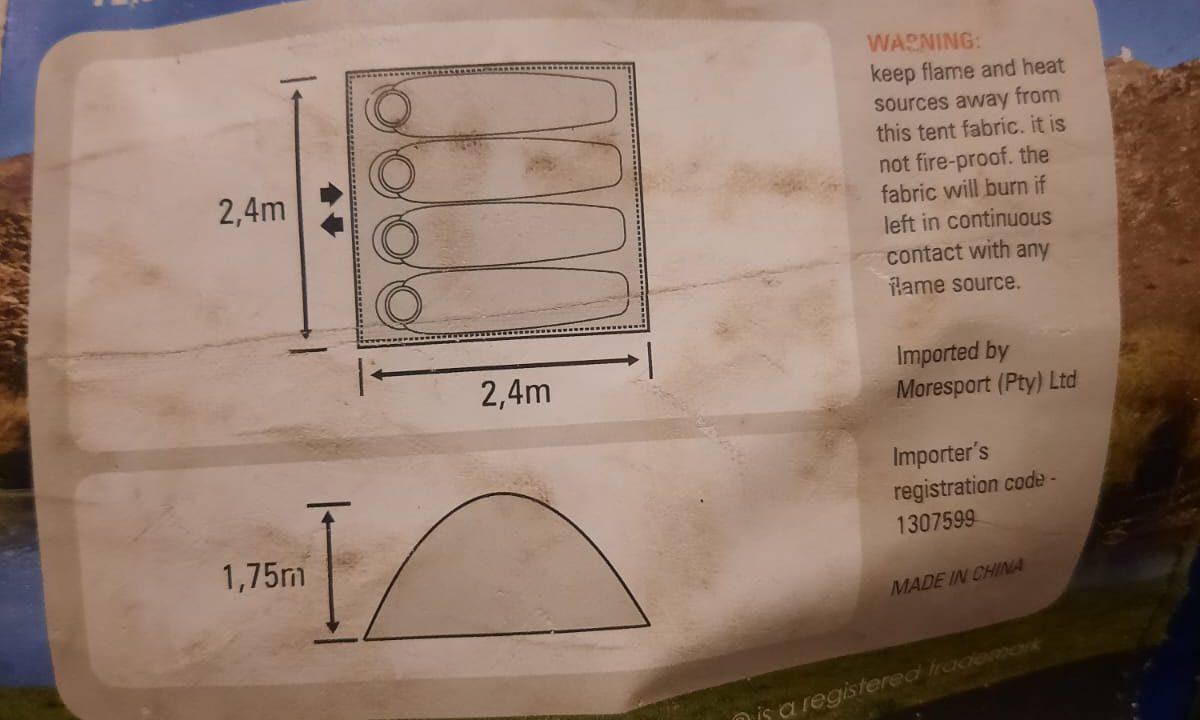 2,4m
2,4m
1,75m
WARNING:
keep flame and heat
sources away from
this tent fabric. it is
not fire-proof. the
fabric will burn if
left in continuous
contact with any
flame source.
Imported by
Moresport (Pty) Ltd
Importer's
registration code -
1307599
MADE IN CHINA
is a registered trademark